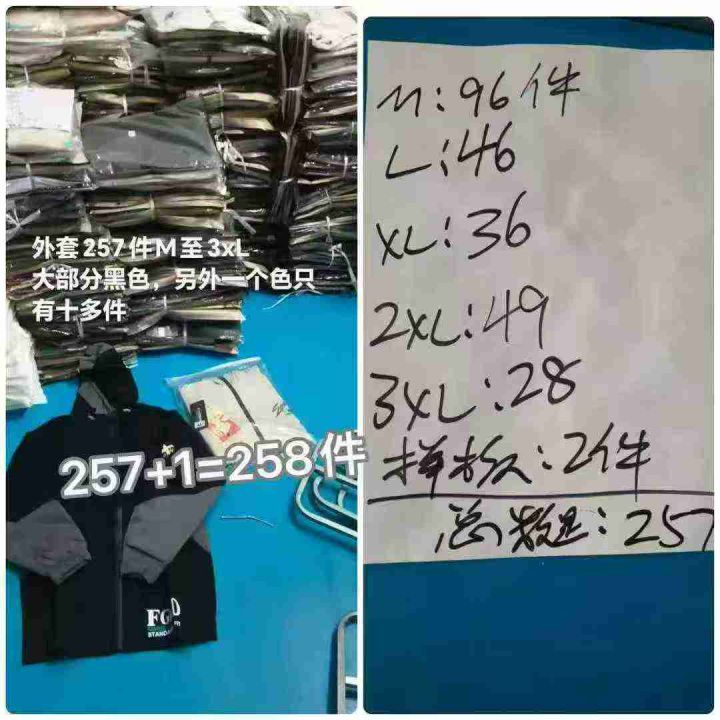 外套257件M至3xL
大部分黑色，另外一个色只
有十多件
257+1=258件
M:96件
L:46
XL:36
2XL:49
3XL:28
样板:2件
总数量:257